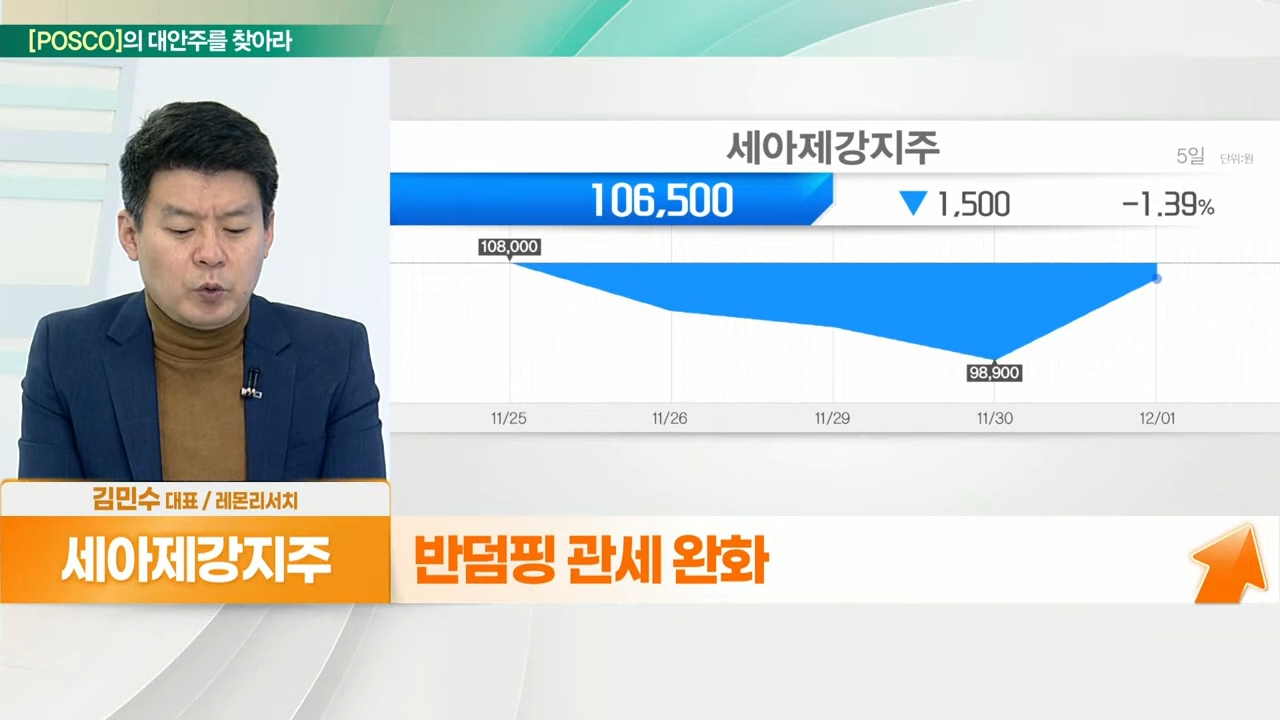 [POSCO]의 대안주를 찾아라
세아제강지주
5일 단위:원
106,500 ▼ 1,500 -1.39%
108,000
98,900
11/25 11/26 11/29 11/30 12/01
김민수 대표 / 레몬리서치
세아제강지주
반덤핑 관세 완화